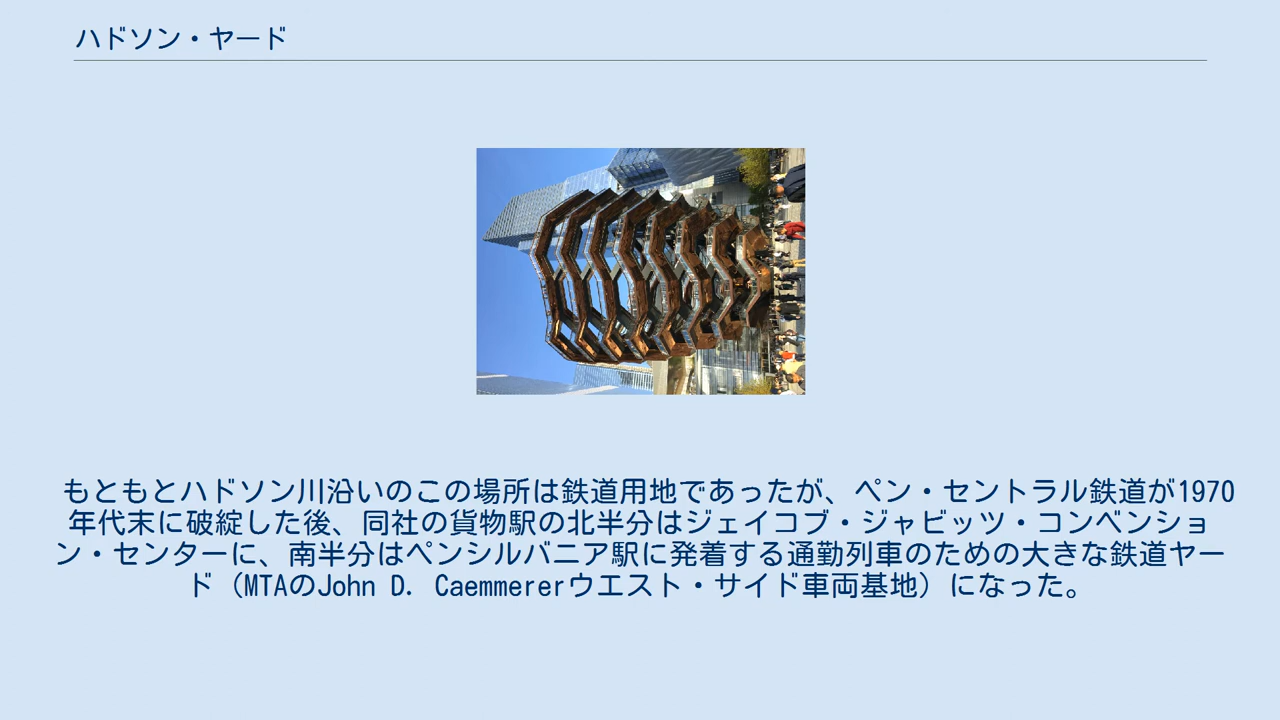 ハドソン・ヤード
もともとハドソン川沿いのこの場所は鉄道用地であったが、ペン・セントラル鉄道が1970
年代末に破綻した後、同社の貨物駅の北半分はジェイコブ・ジャビッツ・コンベンショ
ン・センターに、南半分はペンシルバニア駅に発着する通勤列車のための大きな鉄道ヤー
ド（MTAのJohn D. Caemmererウエスト・サイド車両基地）になった。